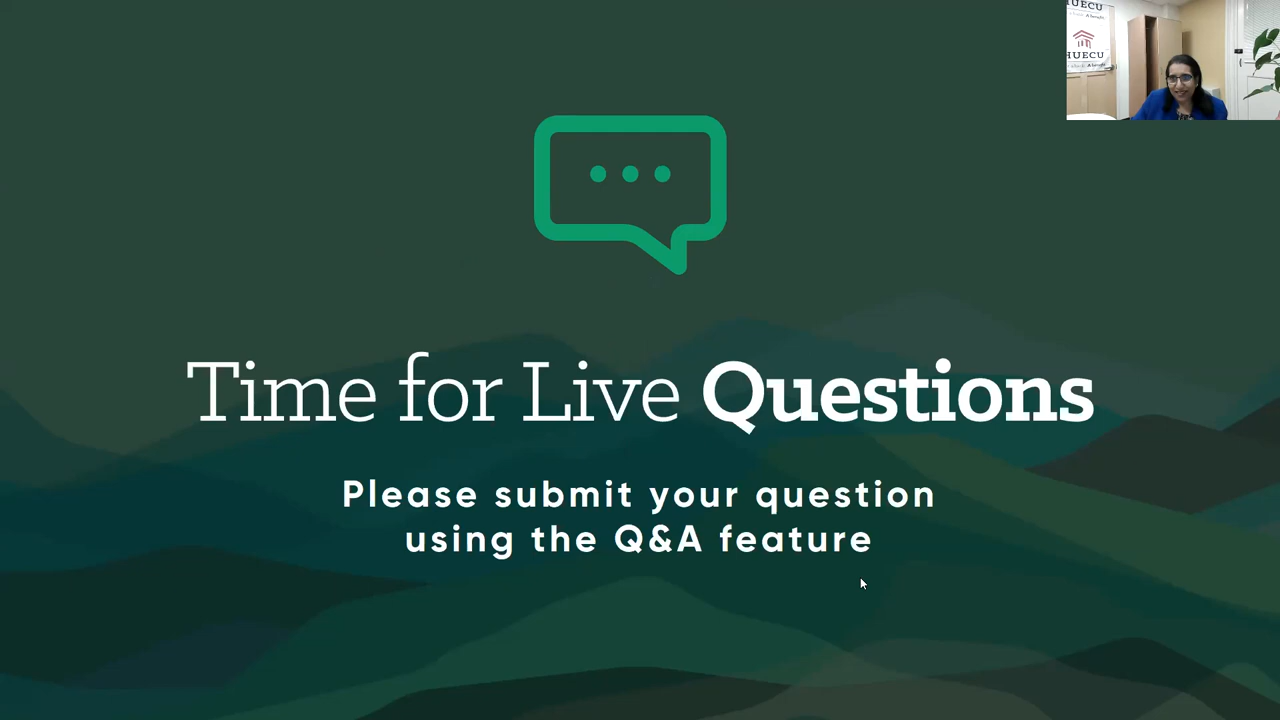 HUECU
HUECU
Time for Live Questions
Please submit your question
using the Q&A feature